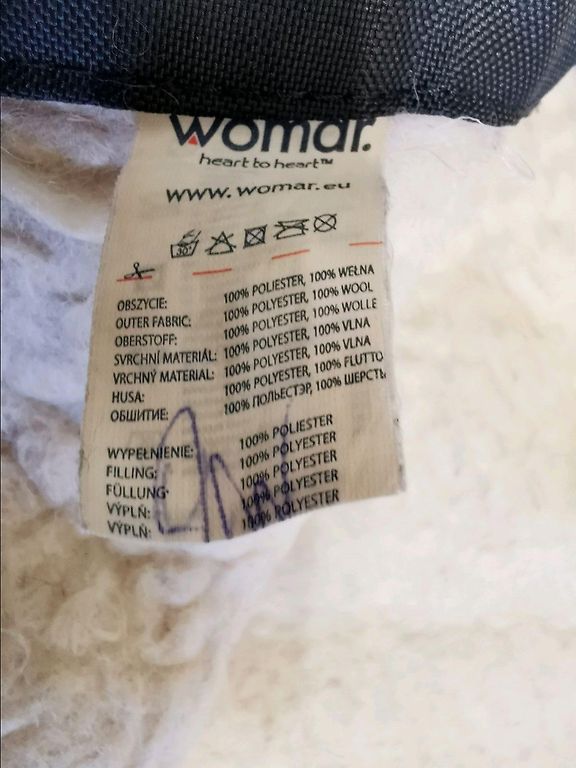 womar.
heart to heart™
www.womar.eu
30°
OBSZYCIE: 100% POLIESTER, 100% WEŁNA
OUTER FABRIC: 100% POLYESTER, 100% WOOL
OBERSTOFF: 100% POLYESTER, 100% WOLLE
SVRCHNÍ MATERIÁL: 100% POLYESTER, 100% VLNA
VRCHNÝ MATERIAL: 100% POLYESTER, 100% VLNA
HUSA: 100% POLYESTER, 100% FLUTTO
ОБШИТИЕ: 100% ПОЛЬЕСТЭР, 100% ШЕРСТЬ
WYPEŁNIENIE: 100% POLIESTER
FILLING: 100% POLYESTER
FÜLLUNG: 100% POLYESTER
VÝPLŇ: 100% POLYESTER
VÝPLŇ: 100% POLYESTER